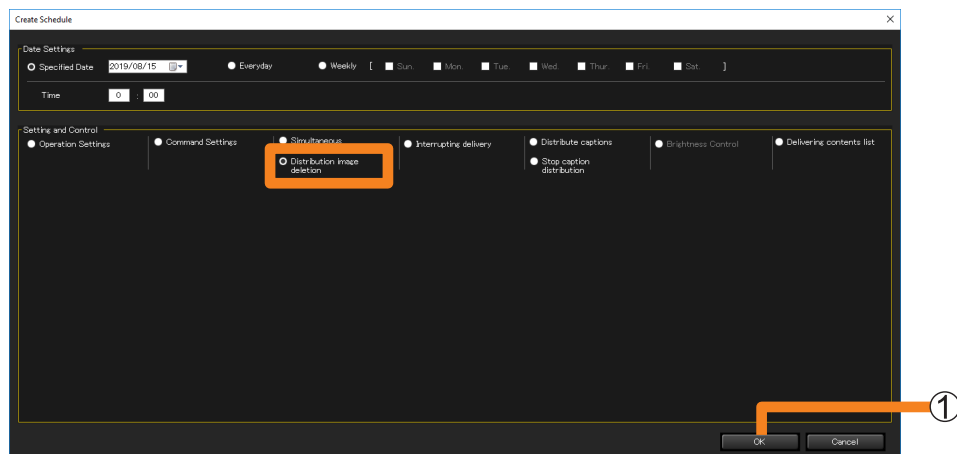 Create Schedule
Date Settings
Specified Date 2019/08/15 Everyday Weekly [ Sun. Mon. Tue. Wed. Thur. Fri. Sat. ]
Time 0 : 00
Setting and Control
Operation Settings Command Settings Simultaneous Interrupting delivery Distribute captions Brightness Control Delivering contents list
Distribution image Stop caption
deletion distribution
1
OK Cancel